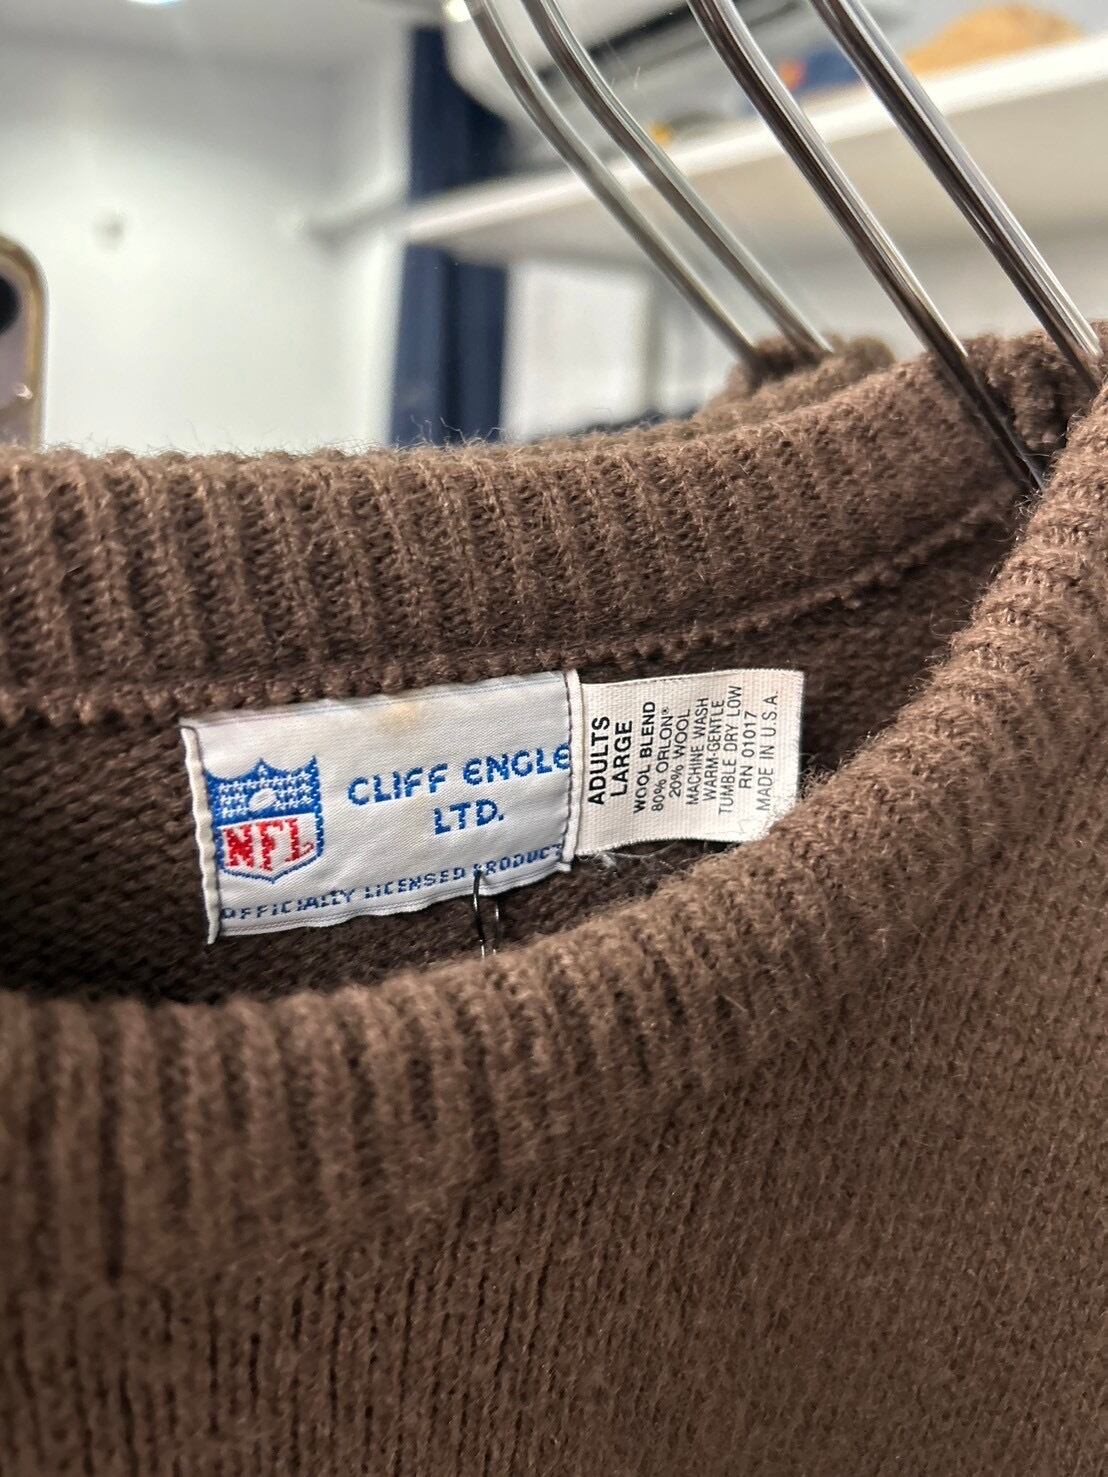 NFL
CLIFF ENGLE
LTD.
OFFICIALLY LICENSED PRODUCT
ADULTS
LARGE
WOOL BLEND
80% ORLON®
20% WOOL
MACHINE WASH
WARM-GENTLE
TUMBLE DRY LOW
RN 01017
MADE IN U.S.A.